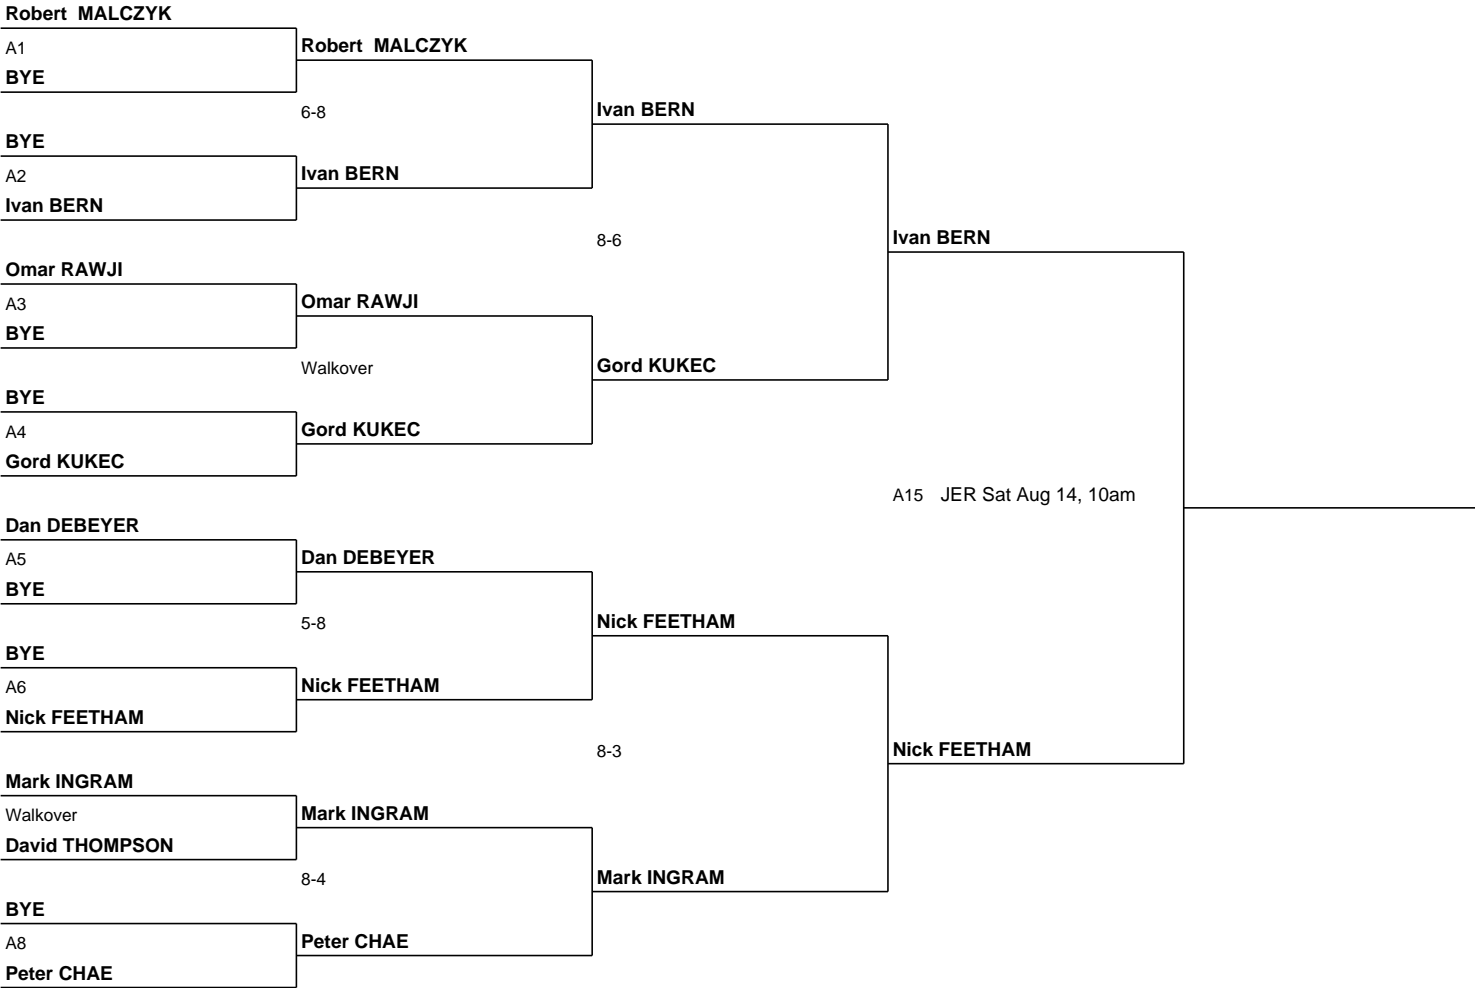 Robert  MALCZYK
A1
Robert  MALCZYK
BYE
6-8
Ivan BERN
BYE
A2
Ivan BERN
Ivan BERN
8-6
Ivan BERN
Omar RAWJI
A3
Omar RAWJI
BYE
Walkover
Gord KUKEC
BYE
A4
Gord KUKEC
Gord KUKEC
A15 JER Sat Aug 14, 10am
Dan DEBEYER
A5
Dan DEBEYER
BYE
5-8
Nick FEETHAM
BYE
A6
Nick FEETHAM
Nick FEETHAM
8-3
Nick FEETHAM
Mark INGRAM
Walkover
Mark INGRAM
David THOMPSON
8-4
Mark INGRAM
BYE
A8
Peter CHAE
Peter CHAE